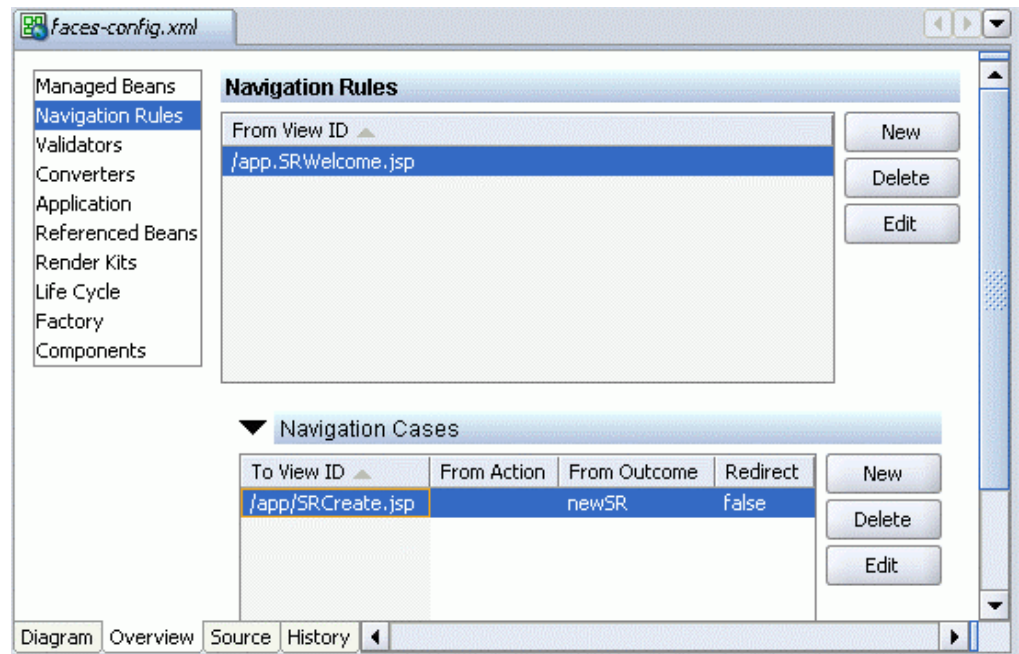 faces-config.xml
Managed Beans
Navigation Rules
Validators
Converters
Application
Referenced Beans
Render Kits
Life Cycle
Factory
Components
Navigation Rules
From View ID
/app.SRWelcome.jsp
New
Delete
Edit
Navigation Cases
To View ID From Action From Outcome Redirect
/app/SRCreate.jsp newSR false
New
Delete
Edit
Diagram Overview Source History